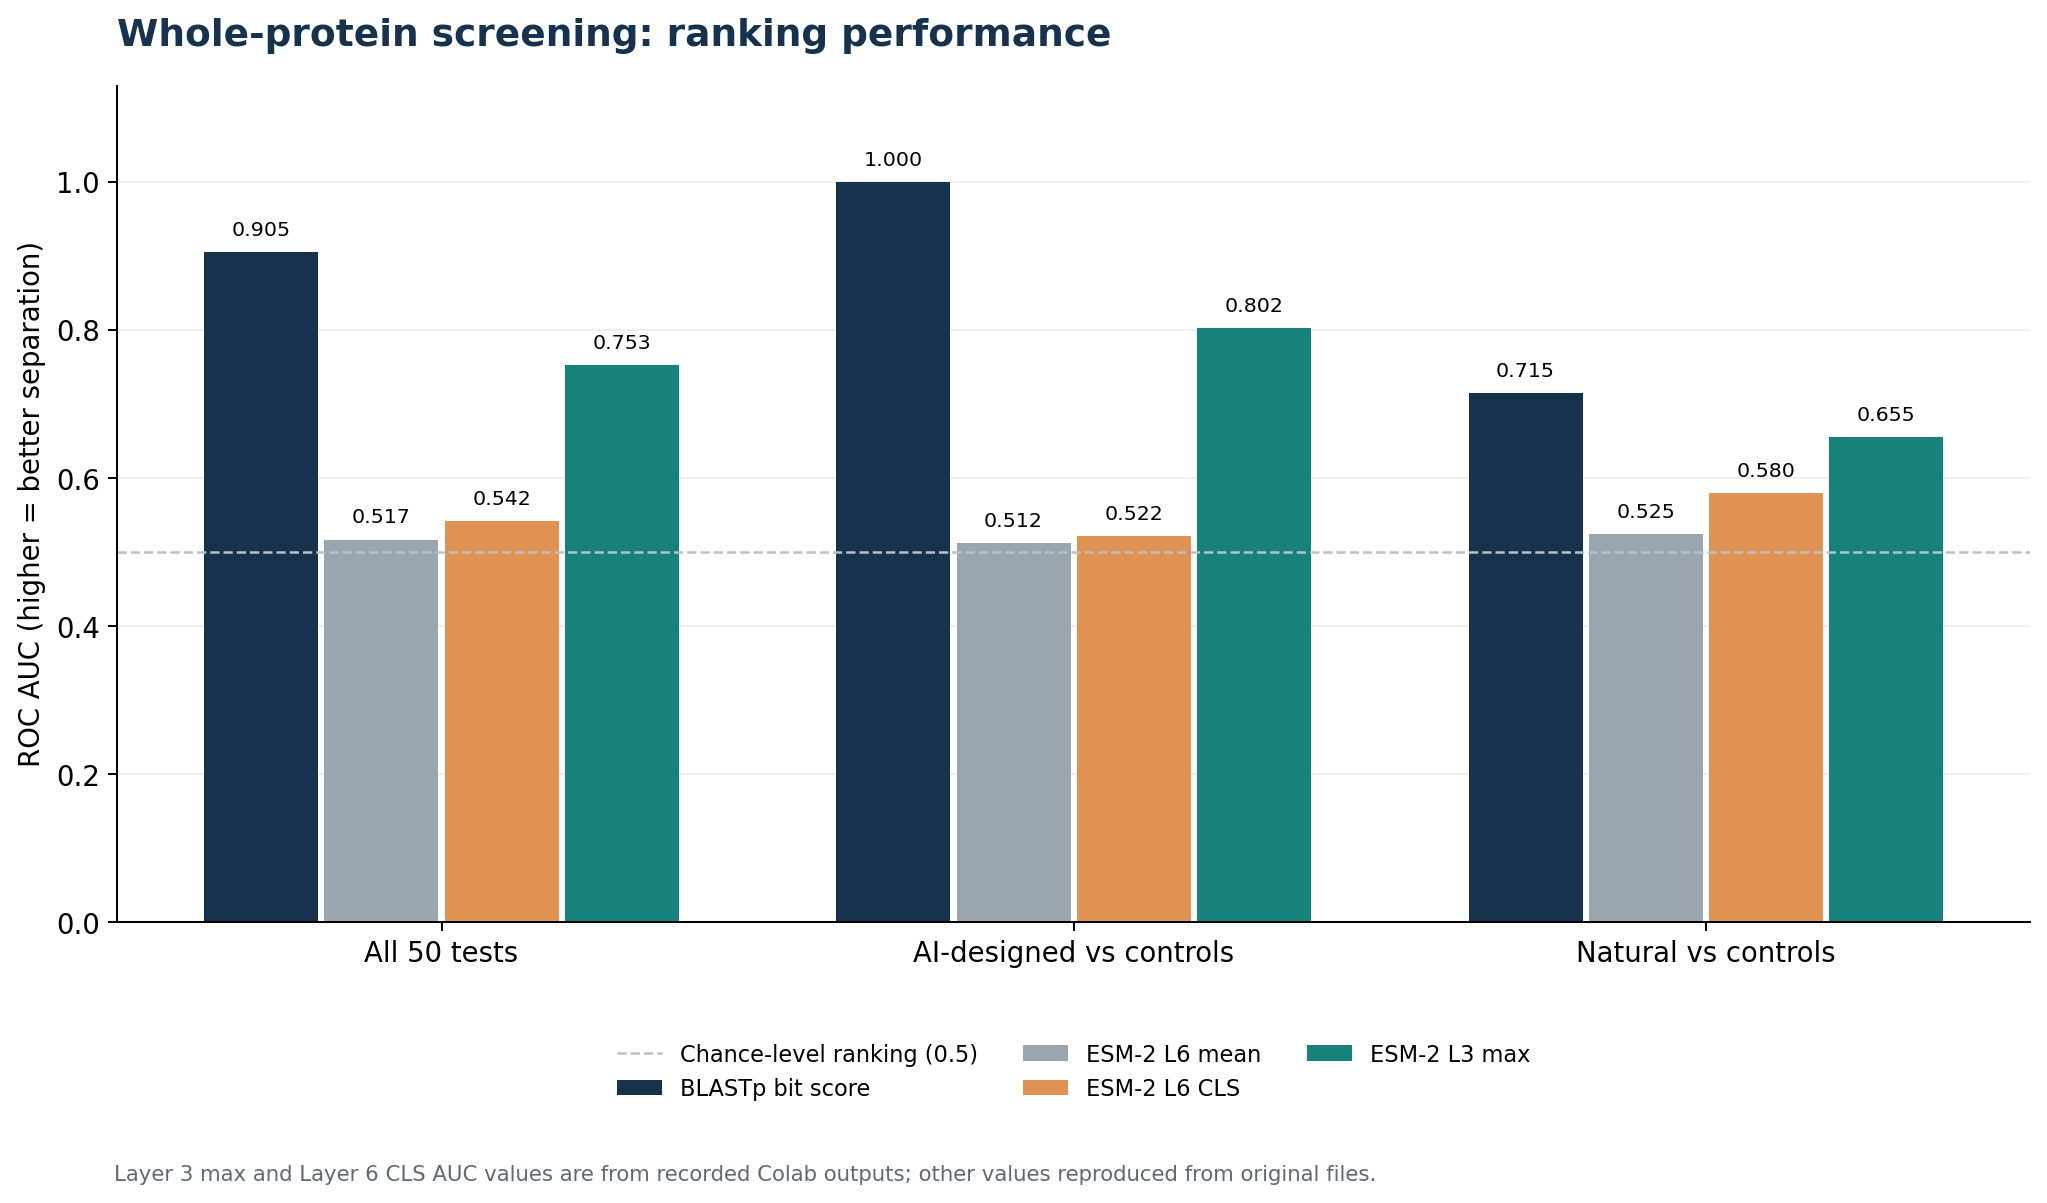 Whole-protein screening: ranking performance
ROC AUC (higher = better separation)
1.0
0.8
0.6
0.4
0.2
0.0
0.905
0.517
0.542
0.753
1.000
0.512
0.522
0.802
0.715
0.525
0.580
0.655
All 50 tests
AI-designed vs controls
Natural vs controls
Chance-level ranking (0.5)
BLASTp bit score
ESM-2 L6 mean
ESM-2 L6 CLS
ESM-2 L3 max
Layer 3 max and Layer 6 CLS AUC values are from recorded Colab outputs; other values reproduced from original files.